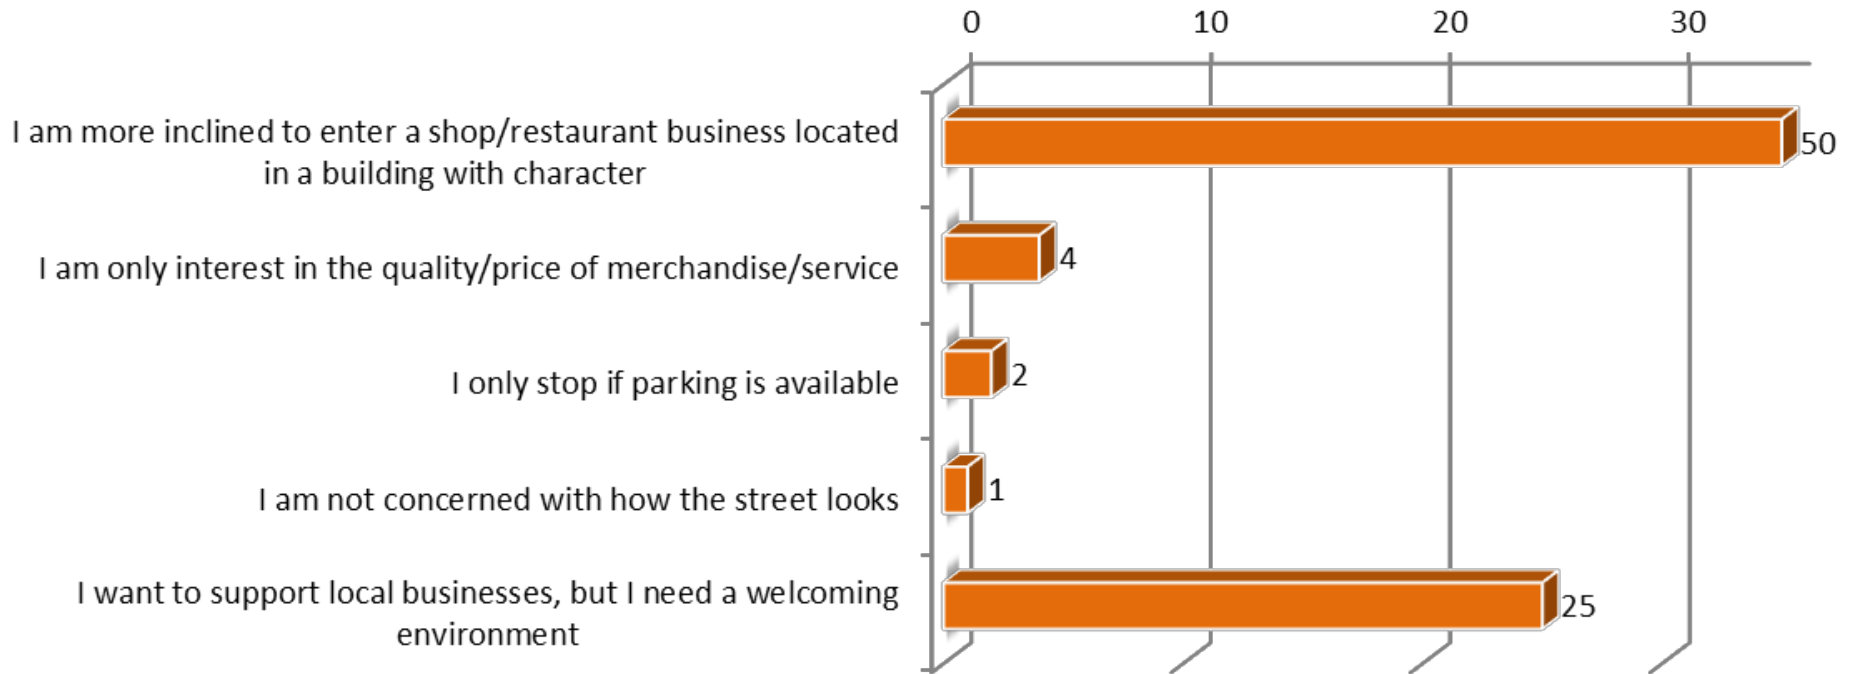 0 10 20 30
I am more inclined to enter a shop/restaurant business located
in a building with character
50
I am only interest in the quality/price of merchandise/service
4
I only stop if parking is available
2
I am not concerned with how the street looks
1
I want to support local businesses, but I need a welcoming
environment
25